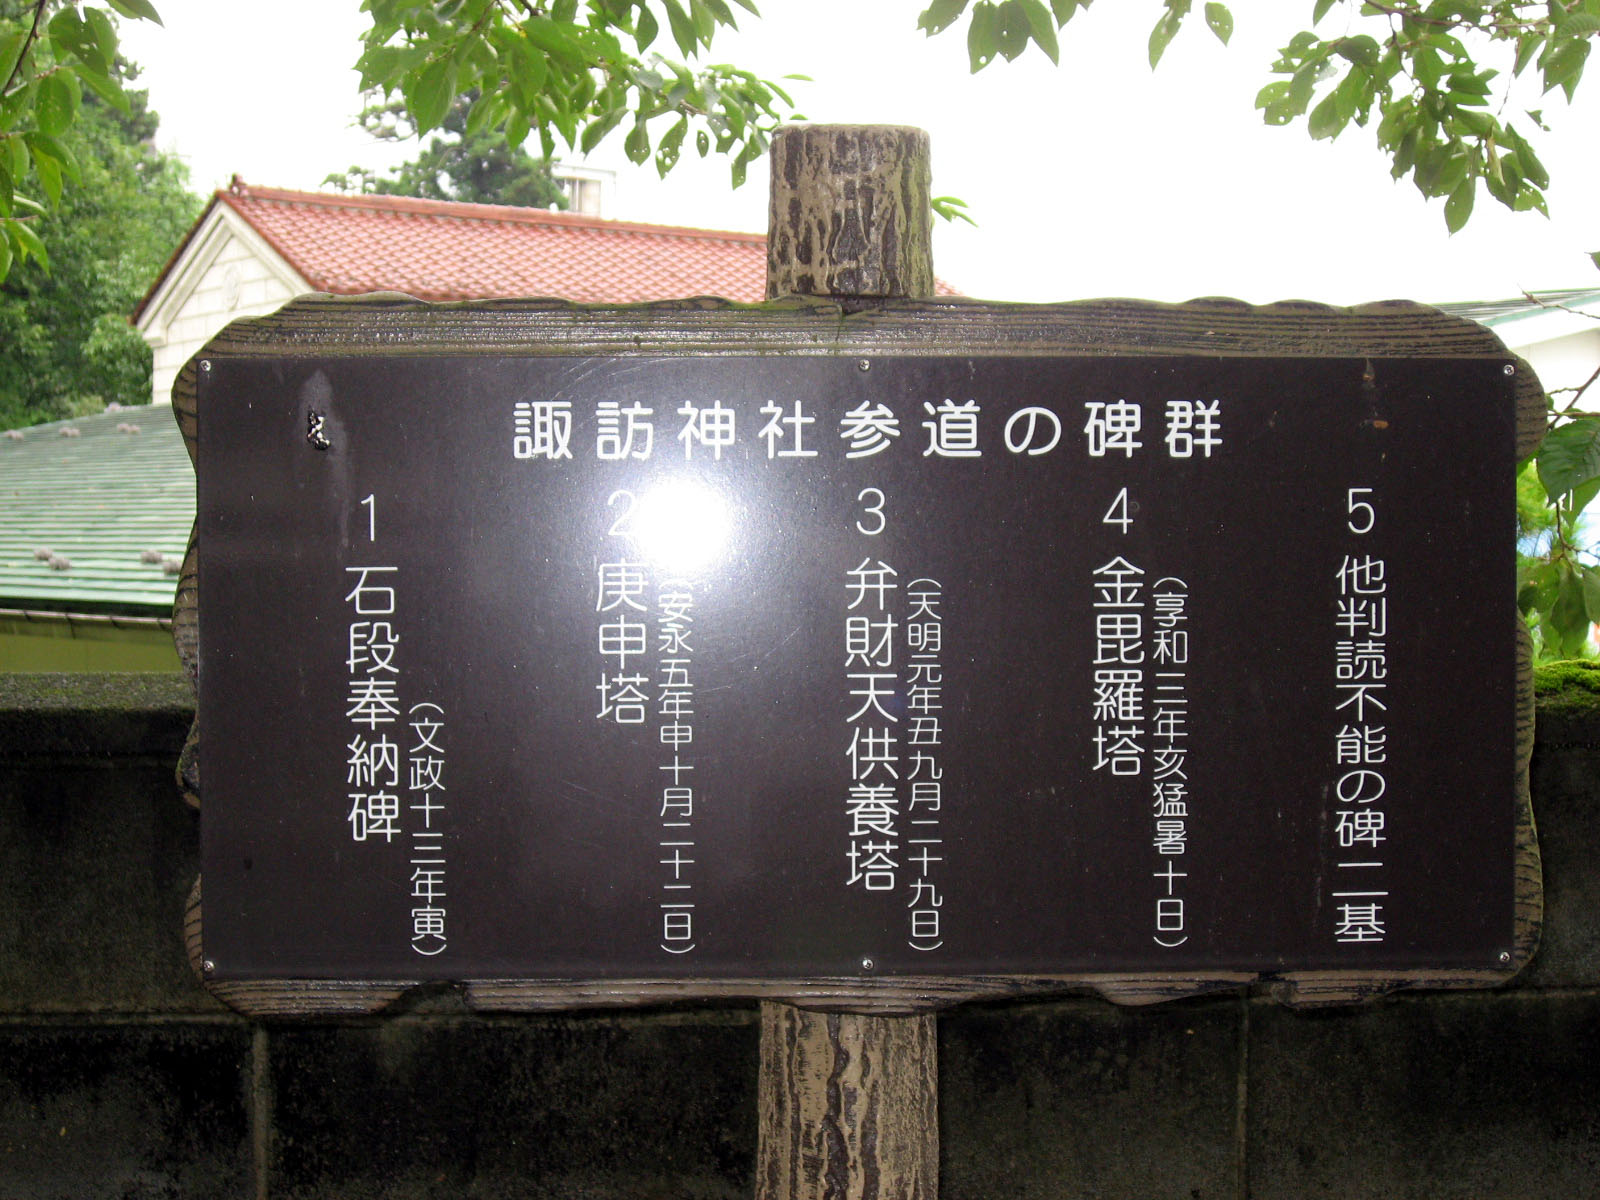 諏訪神社参道の碑群
1 石段奉納碑
（文政十三年寅）
2 庚申塔
（安永五年申十月二十二日）
3 弁財天供養塔
（天明元年丑九月二十九日）
4 金毘羅塔
（享和三年亥猛暑十日）
5 他判読不能の碑二基